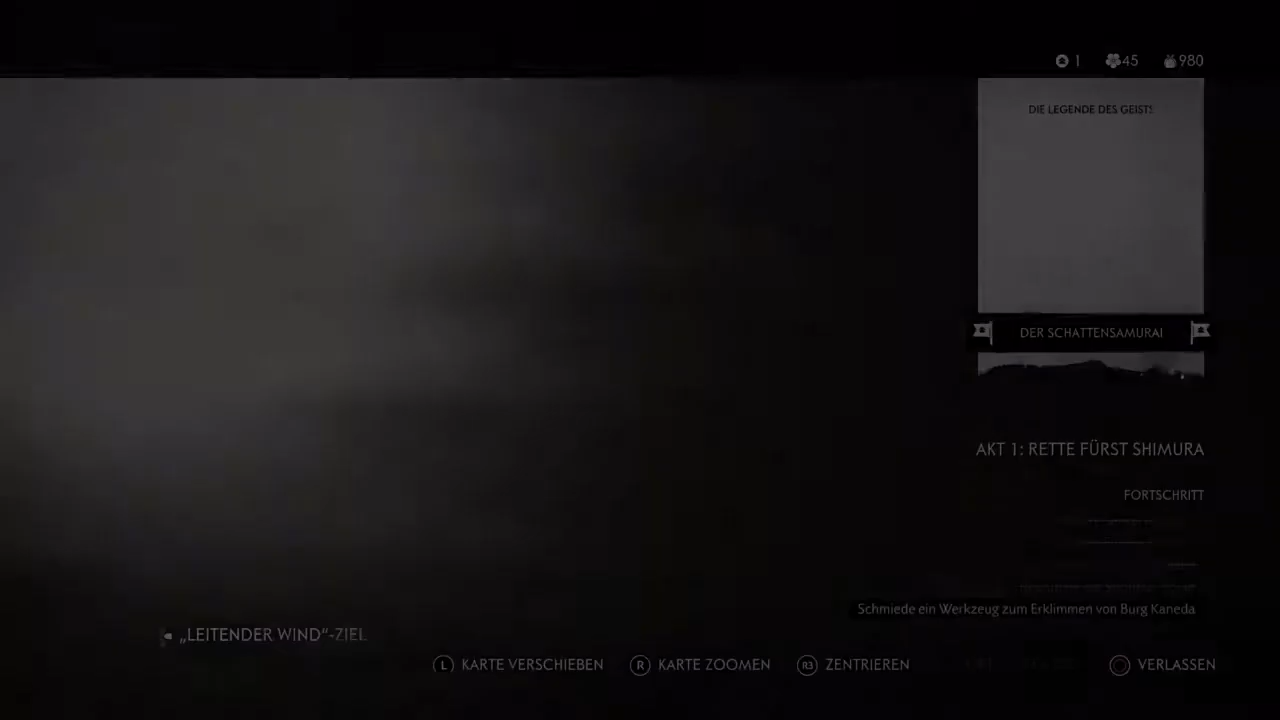 1 45 980
DIE LEGENDE DES GEISTS
DER SCHATTENSAMURAI
AKT 1: RETTE FÜRST SHIMURA
FORTSCHRITT
Schmiede ein Werkzeug zum Erklimmen von Burg Kaneda
„LEITENDER WIND“-ZIEL
L KARTE VERSCHIEBEN R KARTE ZOOMEN R3 ZENTRIEREN VERLASSEN